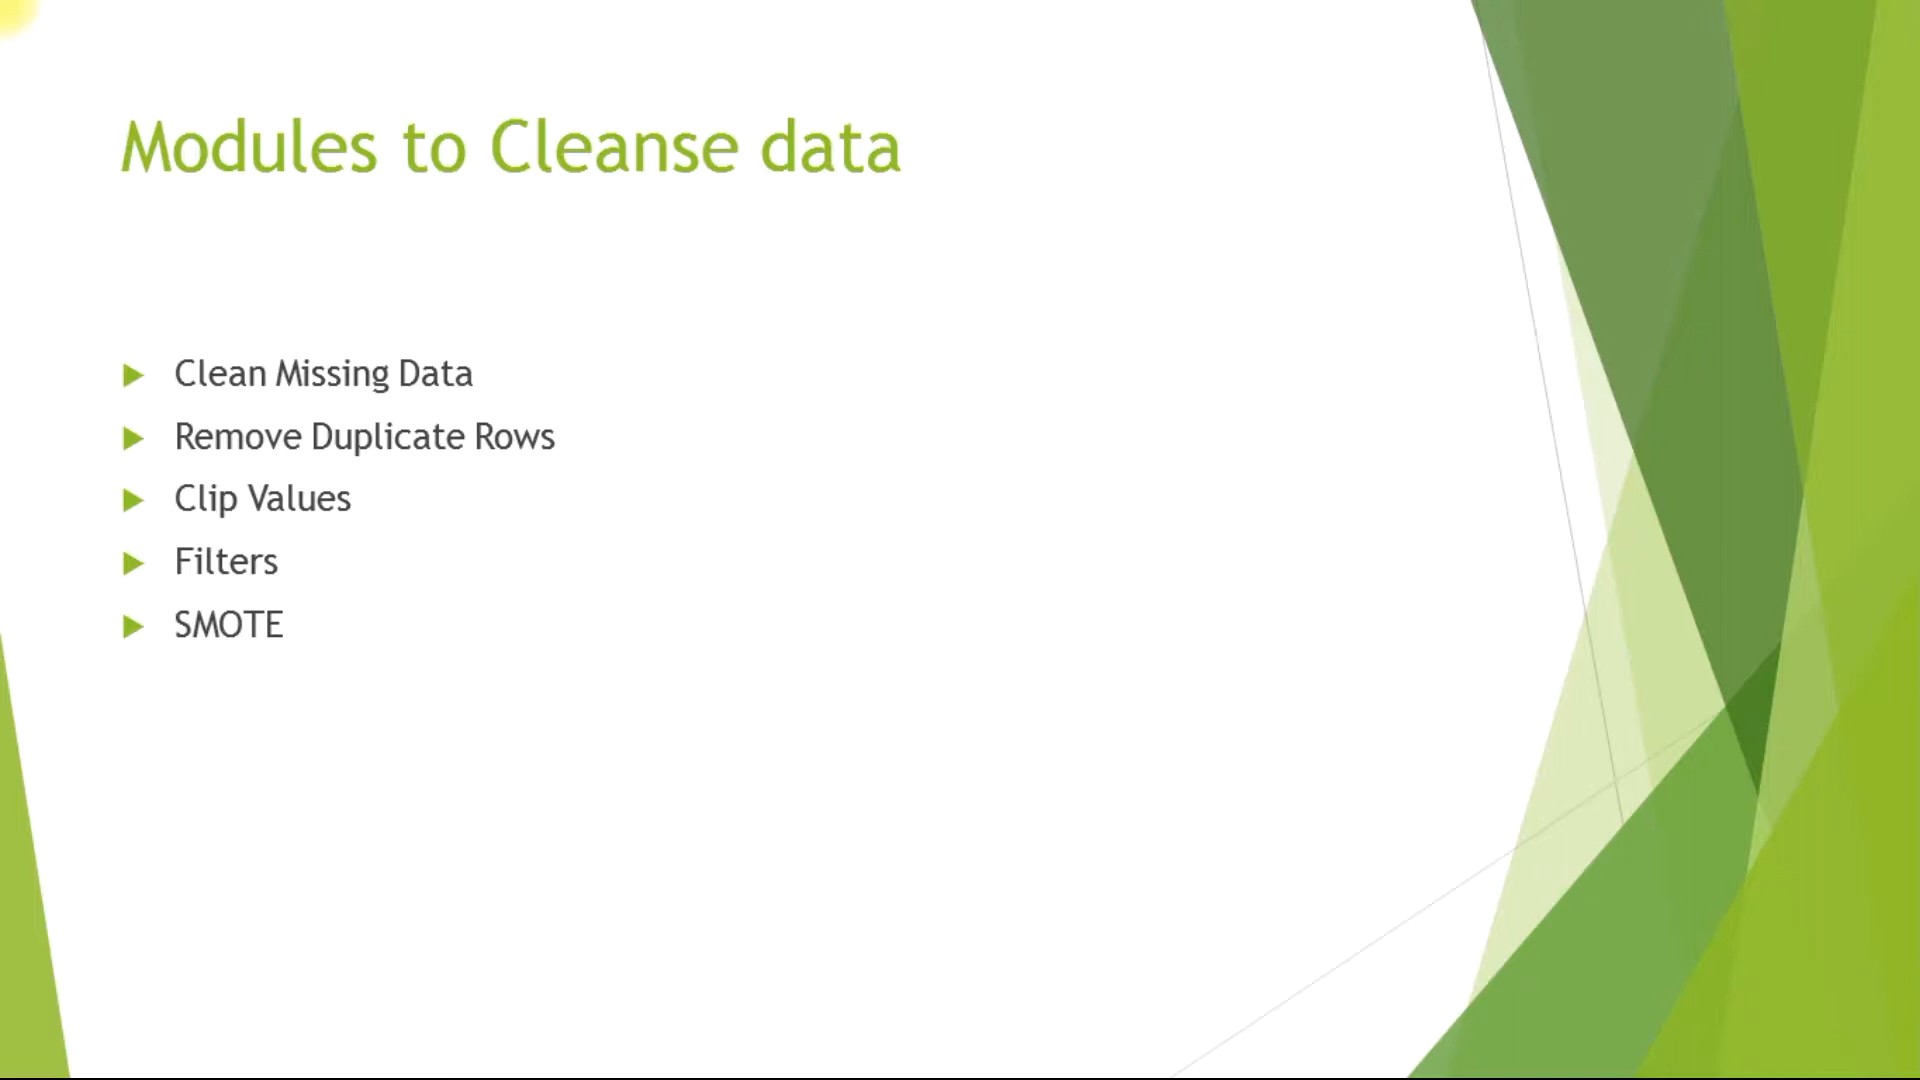 Modules to Cleanse data
Clean Missing Data
Remove Duplicate Rows
Clip Values
Filters
SMOTE